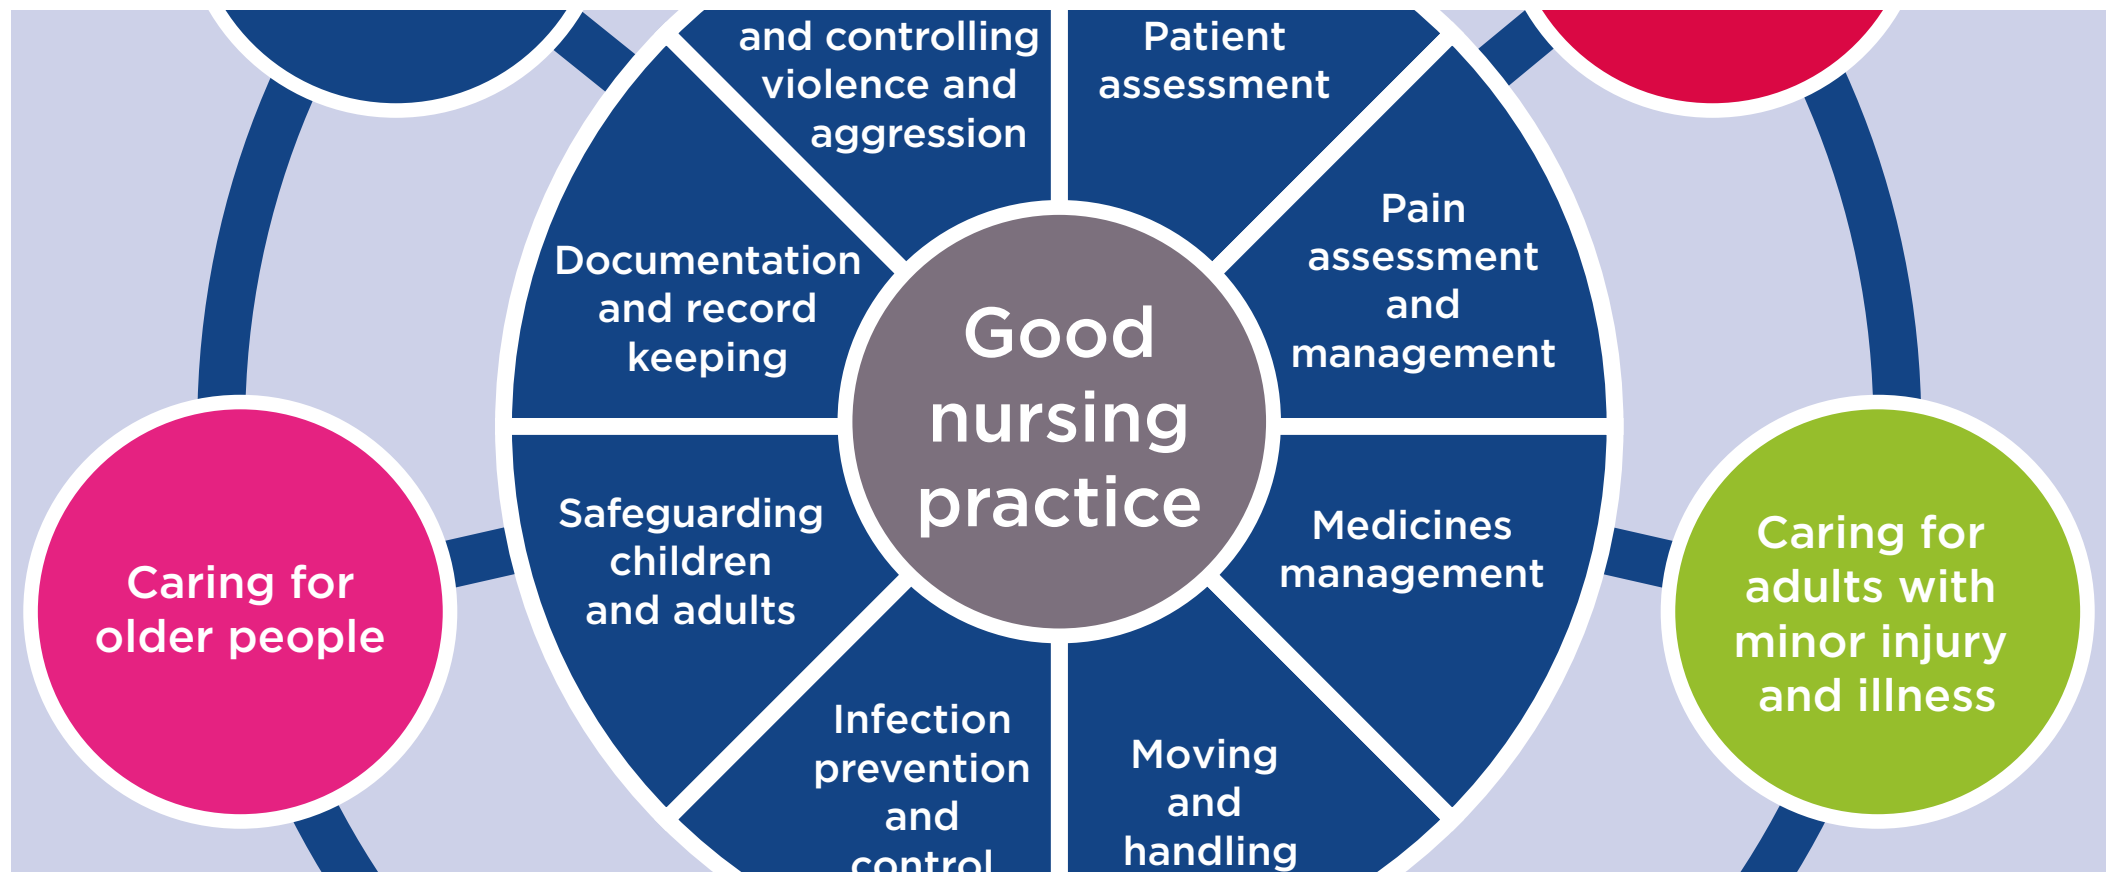 and controlling
violence and
aggression
Patient
assessment
Pain
assessment
and
management
Documentation
and record
keeping
Good
nursing
practice
Safeguarding
children
and adults
Medicines
management
Caring for
older people
Caring for
adults with
minor injury
and illness
Infection
prevention
and
control
Moving
and
handling